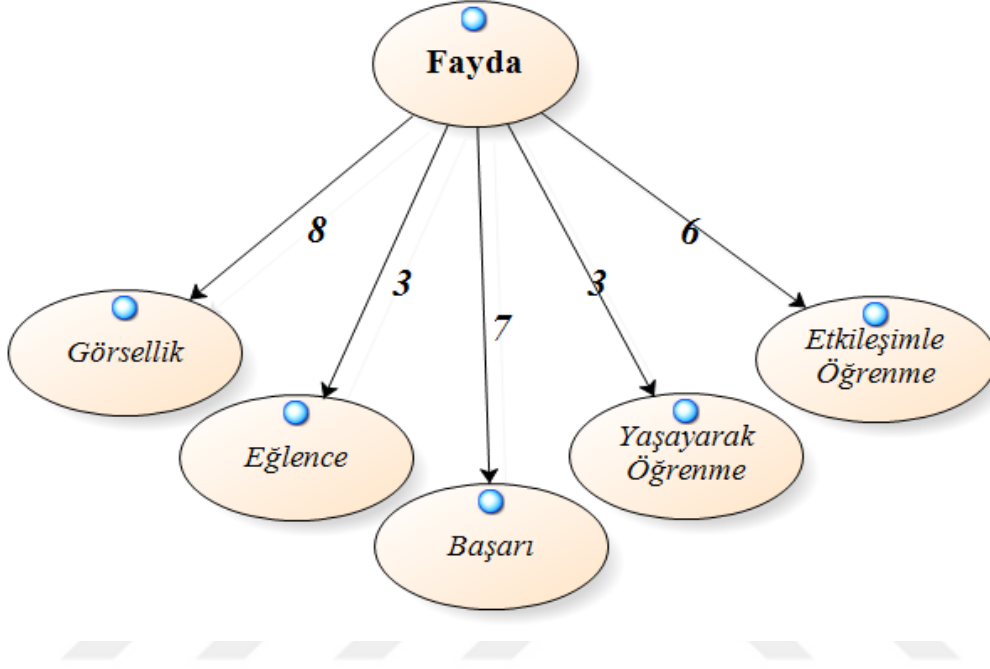 Fayda
8
3
7
3
6
Görsellik
Eğlence
Başarı
Yaşayarak
Öğrenme
Etkileşimle
Öğrenme